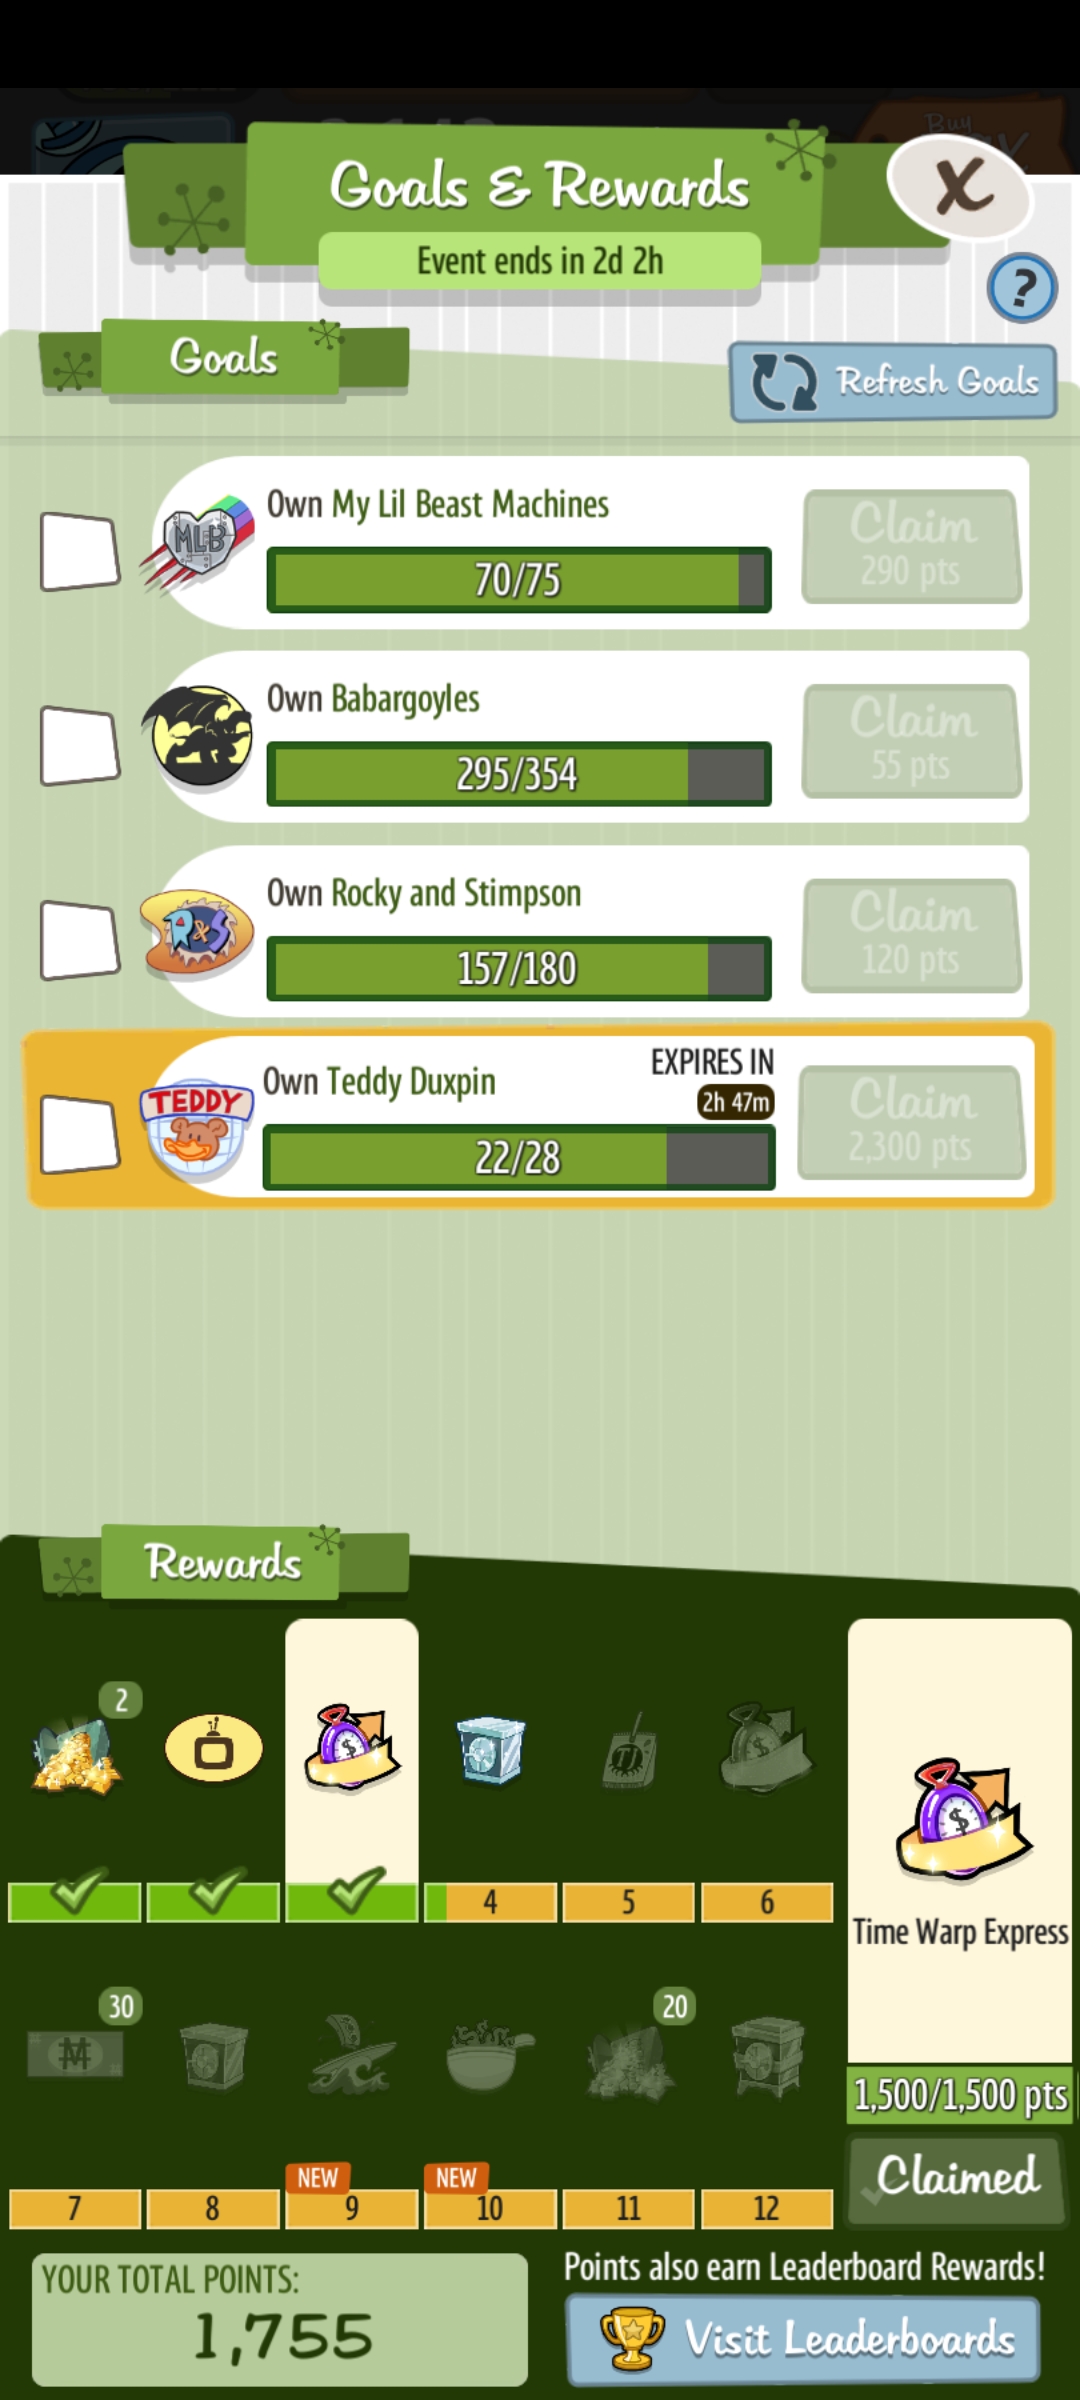 Buy
Goals & Rewards
X
Event ends in 2d 2h
?
Goals
Refresh Goals
MLB
Own My Lil Beast Machines
70/75
Claim
290 pts
Own Babargoyles
295/354
Claim
55 pts
R&S
Own Rocky and Stimpson
157/180
Claim
120 pts
TEDDY
Own Teddy Duxpin
EXPIRES IN
2h 47m
22/28
Claim
2,300 pts
Rewards
2
$
TJ
4
5
6
$
Time Warp Express
30
20
1,500/1,500 pts
NEW
NEW
7
8
9
10
11
12
Claimed
YOUR TOTAL POINTS:
1,755
Points also earn Leaderboard Rewards!
Visit Leaderboards